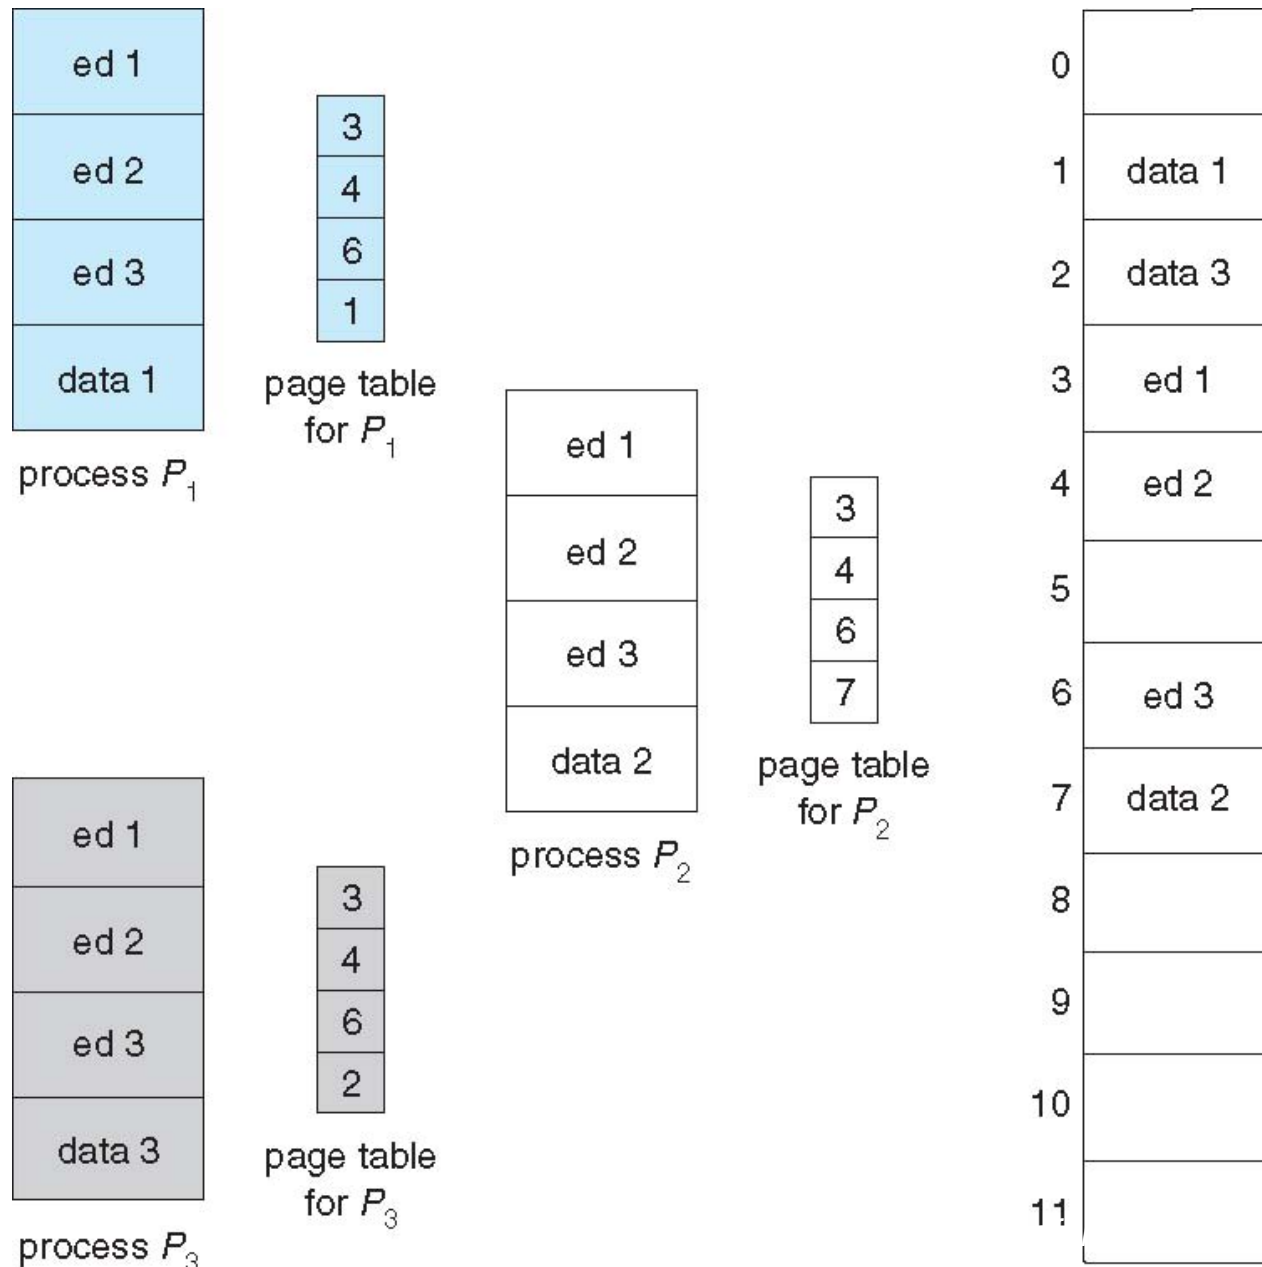 ed 1
ed 2
ed 3
data 1
process P1
3
4
6
1
page table
for P1
ed 1
ed 2
ed 3
data 2
process P2
3
4
6
7
page table
for P2
ed 1
ed 2
ed 3
data 3
process P3
3
4
6
2
page table
for P3
0
1 data 1
2 data 3
3 ed 1
4 ed 2
5
6 ed 3
7 data 2
8
9
10
11